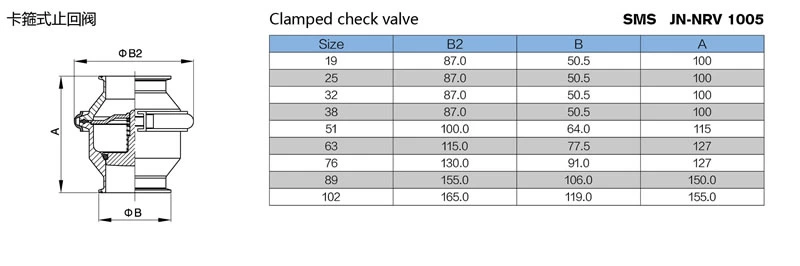 卡箍式止回阀
Clamped check valve SMS JN-NRV 1005
ΦB2
A
ΦB
Size B2 B A
19 87.0 50.5 100
25 87.0 50.5 100
32 87.0 50.5 100
38 87.0 50.5 100
51 100.0 64.0 115
63 115.0 77.5 127
76 130.0 91.0 127
89 155.0 106.0 150.0
102 165.0 119.0 155.0